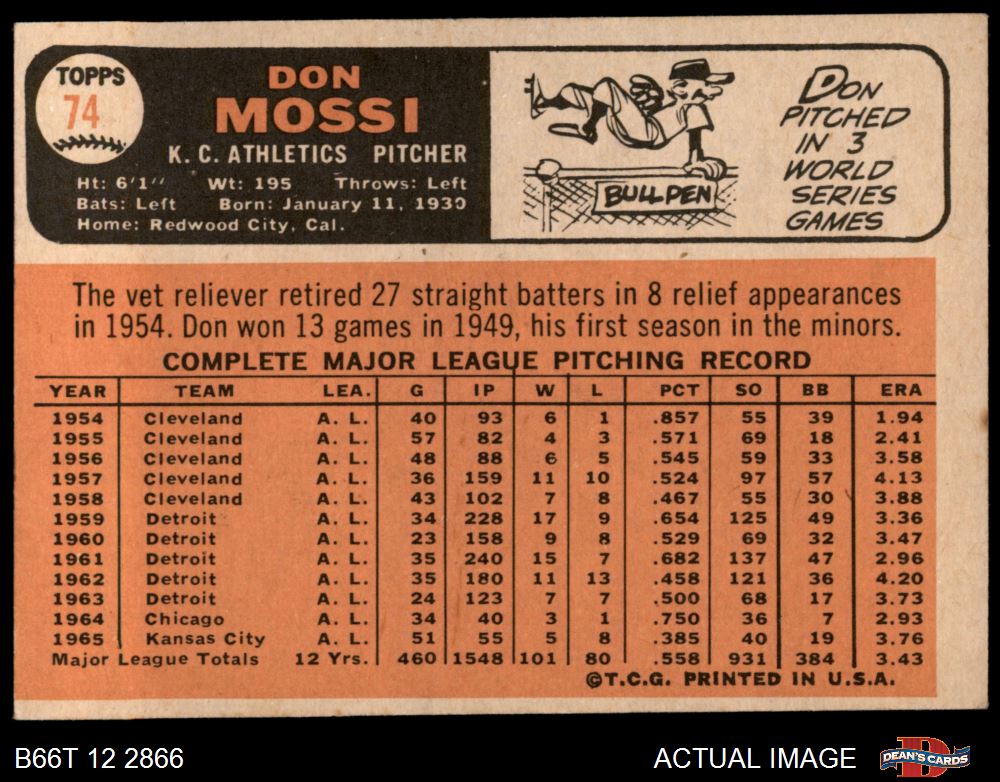 TOPPS
74
DON
MOSSI
K. C. ATHLETICS PITCHER
Ht: 6'1" Wt: 195 Throws: Left
Bats: Left Born: January 11, 1930
Home: Redwood City, Cal.
BULLPEN
DON
PITCHED
IN 3
WORLD
SERIES
GAMES
The vet reliever retired 27 straight batters in 8 relief appearances
in 1954. Don won 13 games in 1949, his first season in the minors.
COMPLETE MAJOR LEAGUE PITCHING RECORD
YEAR TEAM LEA. G IP W L PCT SO BB ERA
1954 Cleveland A. L. 40 93 6 1 .857 55 39 1.94
1955 Cleveland A. L. 57 82 4 3 .571 69 18 2.41
1956 Cleveland A. L. 48 88 6 5 .545 59 33 3.58
1957 Cleveland A. L. 36 159 11 10 .524 97 57 4.13
1958 Cleveland A. L. 43 102 7 8 .467 55 30 3.88
1959 Detroit A. L. 34 228 17 9 .654 125 49 3.36
1960 Detroit A. L. 23 158 9 8 .529 69 32 3.47
1961 Detroit A. L. 35 240 15 7 .682 137 47 2.96
1962 Detroit A. L. 35 180 11 13 .458 121 36 4.20
1963 Detroit A. L. 24 123 7 7 .500 68 17 3.73
1964 Chicago A. L. 34 40 3 1 .750 36 7 2.93
1965 Kansas City A. L. 51 55 5 8 .385 40 19 3.76
Major League Totals 12 Yrs. 460 1548 101 80 .558 931 384 3.43
©T.C.G. PRINTED IN U.S.A.
B66T 12 2866
ACTUAL IMAGE
D
DEAN'S CARDS